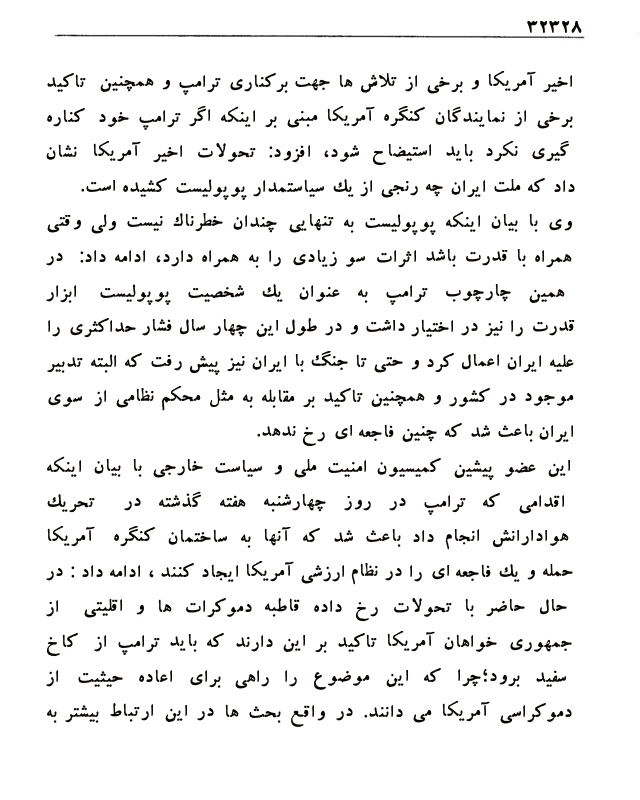 ۳۲۳۲۸
اخیر آمریکا و برخی از تلاش ها جهت برکناری ترامپ و همچنین تاکید
برخی از نمایندگان کنگره آمریکا مبنی بر اینکه اگر ترامپ خود کناره
گیری نکرد باید استیضاح شود، افزود: تحولات اخیر آمریکا نشان
داد که ملت ایران چه رنجی از یك سیاستمدار پوپولیست کشیده است.
وی با بیان اینکه پوپولیست به تنهایی چندان خطرناك نیست ولی وقتی
همراه با قدرت باشد اثرات سو زیادی را به همراه دارد، ادامه داد: در
همین چارچوب ترامپ به عنوان یك شخصیت پوپولیست ابزار
قدرت را نیز در اختیار داشت و در طول این چهار سال فشار حداکثری را
علیه ایران اعمال کرد و حتی تا جنگ با ایران نیز پیش رفت که البته تدبیر
موجود در کشور و همچنین تاکید بر مقابله به مثل محکم نظامی از سوی
ایران باعث شد که چنین فاجعه ای رخ ندهد.
این عضو پیشین کمیسیون امنیت ملی و سیاست خارجی با بیان اینکه
اقدامی که ترامپ در روز چهارشنبه هفته گذشته در تحریك
هوادارانش انجام داد باعث شد که آنها به ساختمان کنگره آمریکا
حمله و یك فاجعه ای را در نظام ارزشی آمریکا ایجاد کنند ، ادامه داد : در
حال حاضر با تحولات رخ داده قاطبه دموکرات ها و اقلیتی از
جمهوری خواهان آمریکا تاکید بر این دارند که باید ترامپ از کاخ
سفید برود؛چرا که این موضوع را راهی برای اعاده حیثیت از
دموکراسی آمریکا می دانند. در واقع بحث ها در این ارتباط بیشتر به